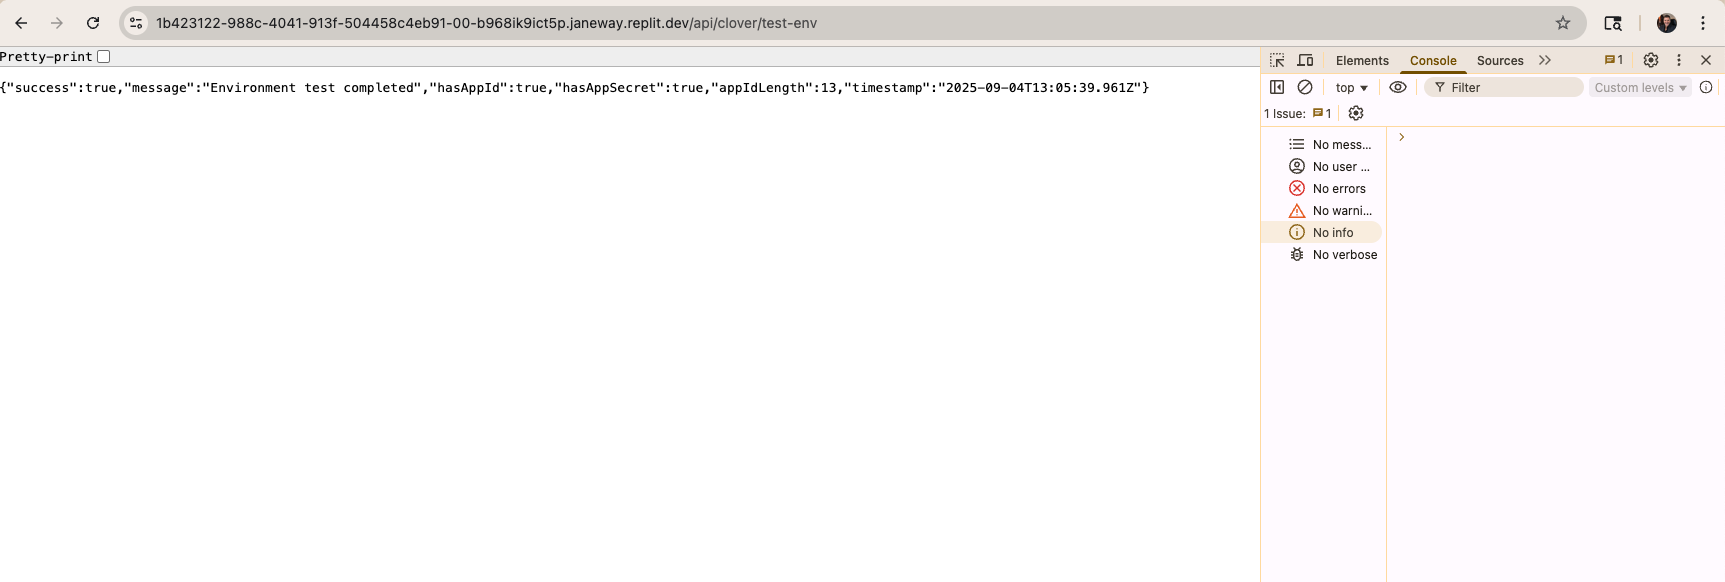 1b423122-988c-4041-913f-504458c4eb91-00-b968ik9ict5p.janeway.replit.dev/api/clover/test-env
Pretty-print
{"success":true,"message":"Environment test completed","hasAppId":true,"hasAppSecret":true,"appIdLength":13,"timestamp":"2025-09-04T13:05:39.961Z"}
Elements Console Sources 1
top Filter Custom levels
1 Issue: 1
No mess...
No user ...
No errors
No warni...
No info
No verbose